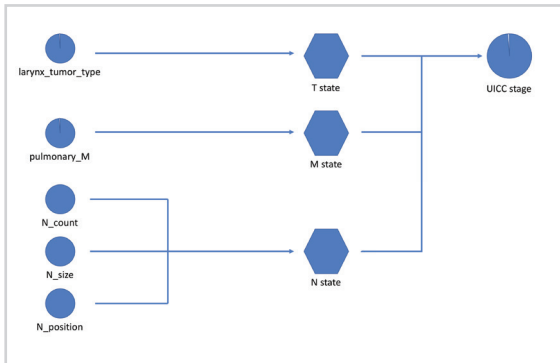 larynx_tumor_type
T state
UICC stage
pulmonary_M
M state
N_count
N_size
N state
N_position